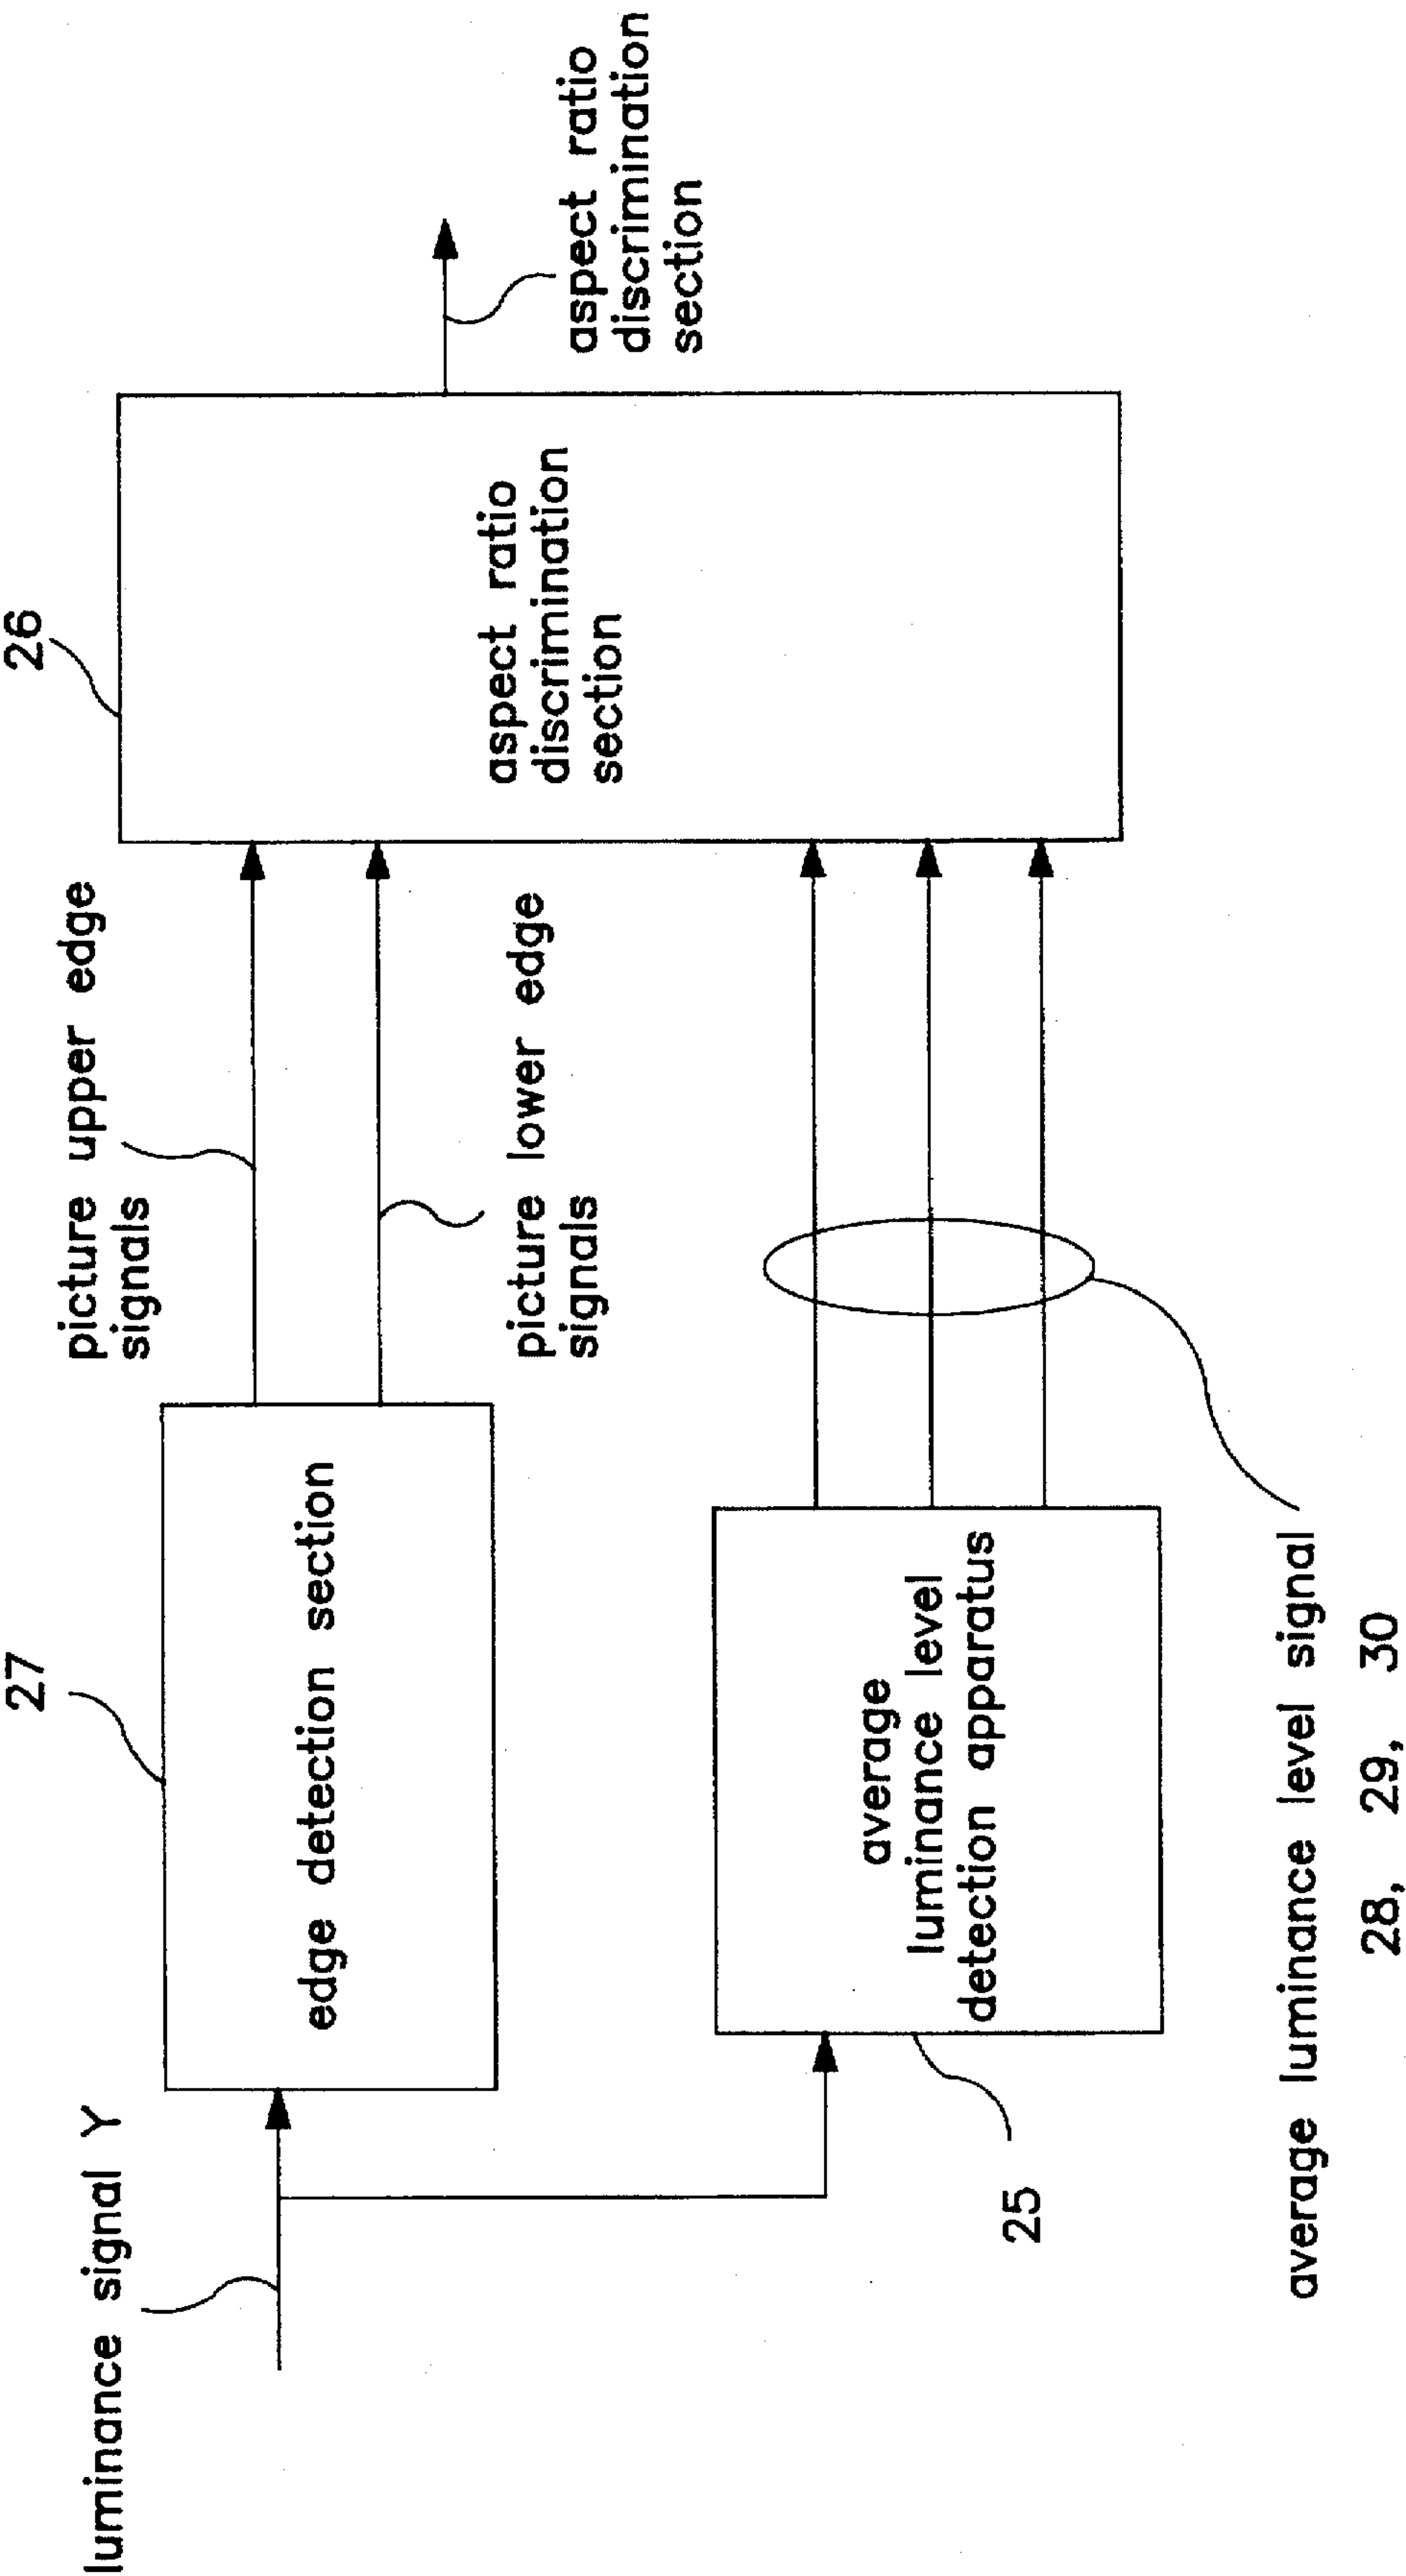 luminance signal Y
27
edge detection section
picture upper edge
signals
picture lower edge
signals
26
aspect ratio
discrimination
section
aspect ratio
discrimination
section
25
average
luminance level
detection apparatus
average luminance level signal
28, 29, 30